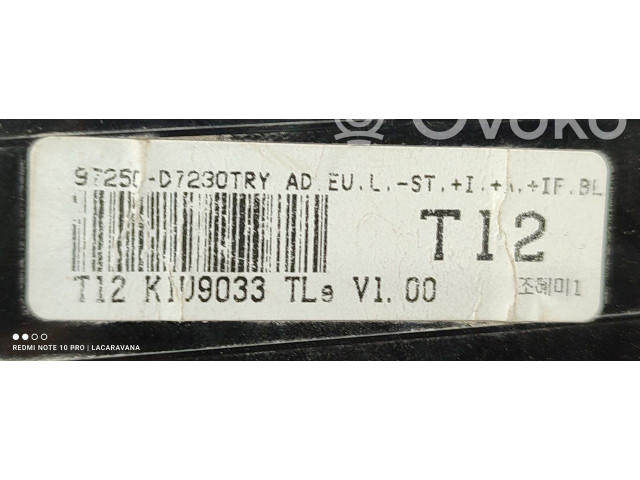 Ovoko
97250-D7230TRY AD.EU.L.-ST.+I.+A.+IF.BL
T12
T12 K1U9033 TLe V1.00
조헤미1
REDMI NOTE 10 PRO | LACARAVANA